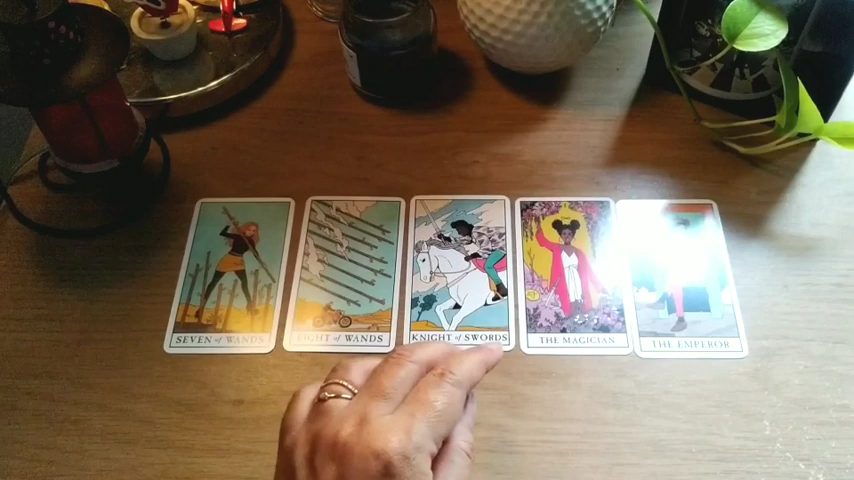 SEVEN of WANDS
EIGHT of WANDS
KNIGHT of SWORDS
THE MAGICIAN
THE EMPEROR